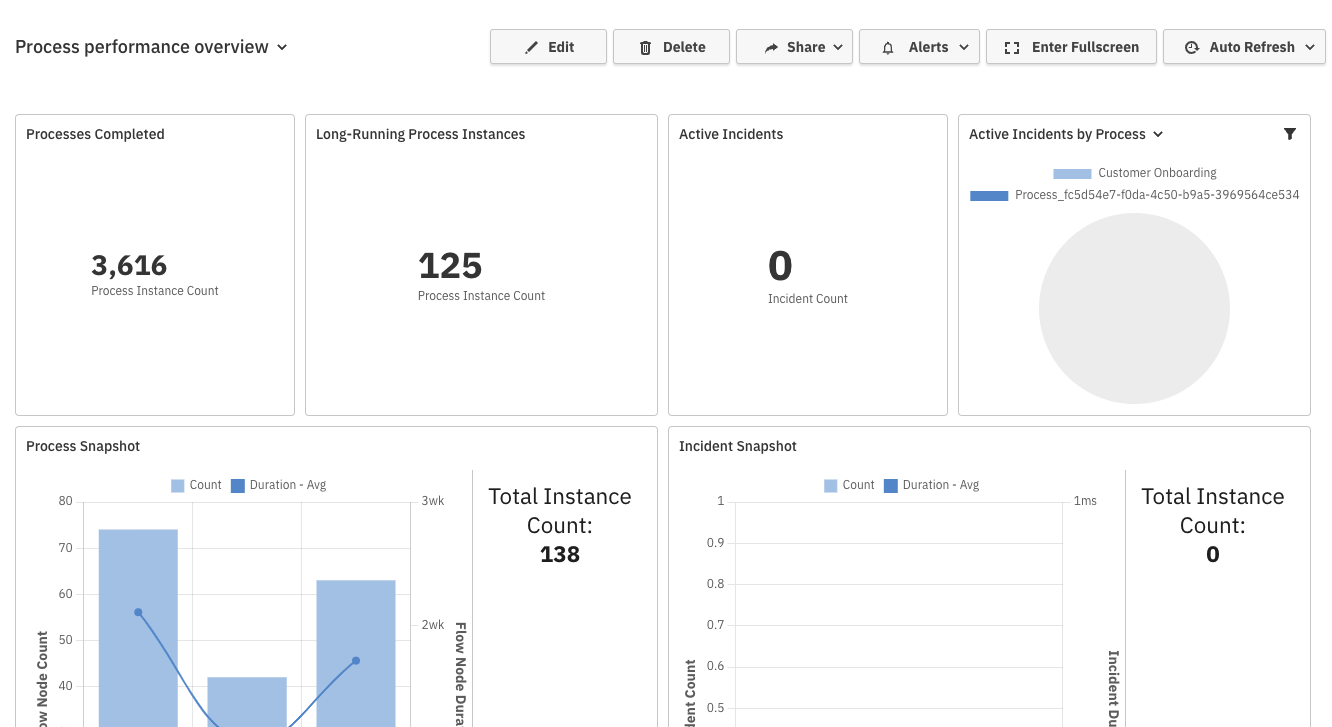 Process performance overview
Edit
Delete
Share
Alerts
Enter Fullscreen
Auto Refresh
Processes Completed
3,616
Process Instance Count
Long-Running Process Instances
125
Process Instance Count
Active Incidents
0
Incident Count
Active Incidents by Process
Customer Onboarding
Process_fc5d54e7-f0da-4c50-b9a5-3969564ce534
Process Snapshot
Count
Duration - Avg
80
70
60
50
40
3wk
2wk
ow Node Count
Flow Node Dura
Total Instance
Count:
138
Incident Snapshot
Count
Duration - Avg
1
0.9
0.8
0.7
0.6
0.5
1ms
dent Count
Incident Du
Total Instance
Count:
0